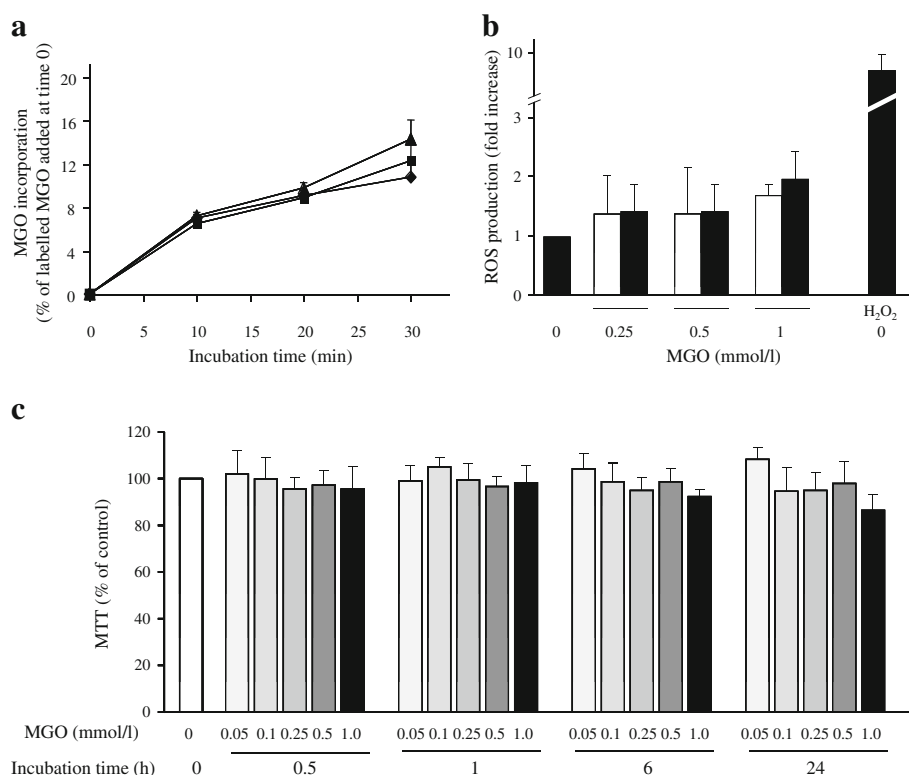 a
MGO incorporation
(% of labelled MGO added at time 0)
20
16
12
8
4
0
0 5 10 15 20 25 30
Incubation time (min)
b
ROS production (fold increase)
10
3
2
1
0
H₂O₂
0 0.25 0.5 1 0
MGO (mmol/l)
c
MTT (% of control)
120
100
80
60
40
20
0
MGO (mmol/l) 0 0.05 0.1 0.25 0.5 1.0 0.05 0.1 0.25 0.5 1.0 0.05 0.1 0.25 0.5 1.0 0.05 0.1 0.25 0.5 1.0
Incubation time (h) 0 0.5 1 6 24